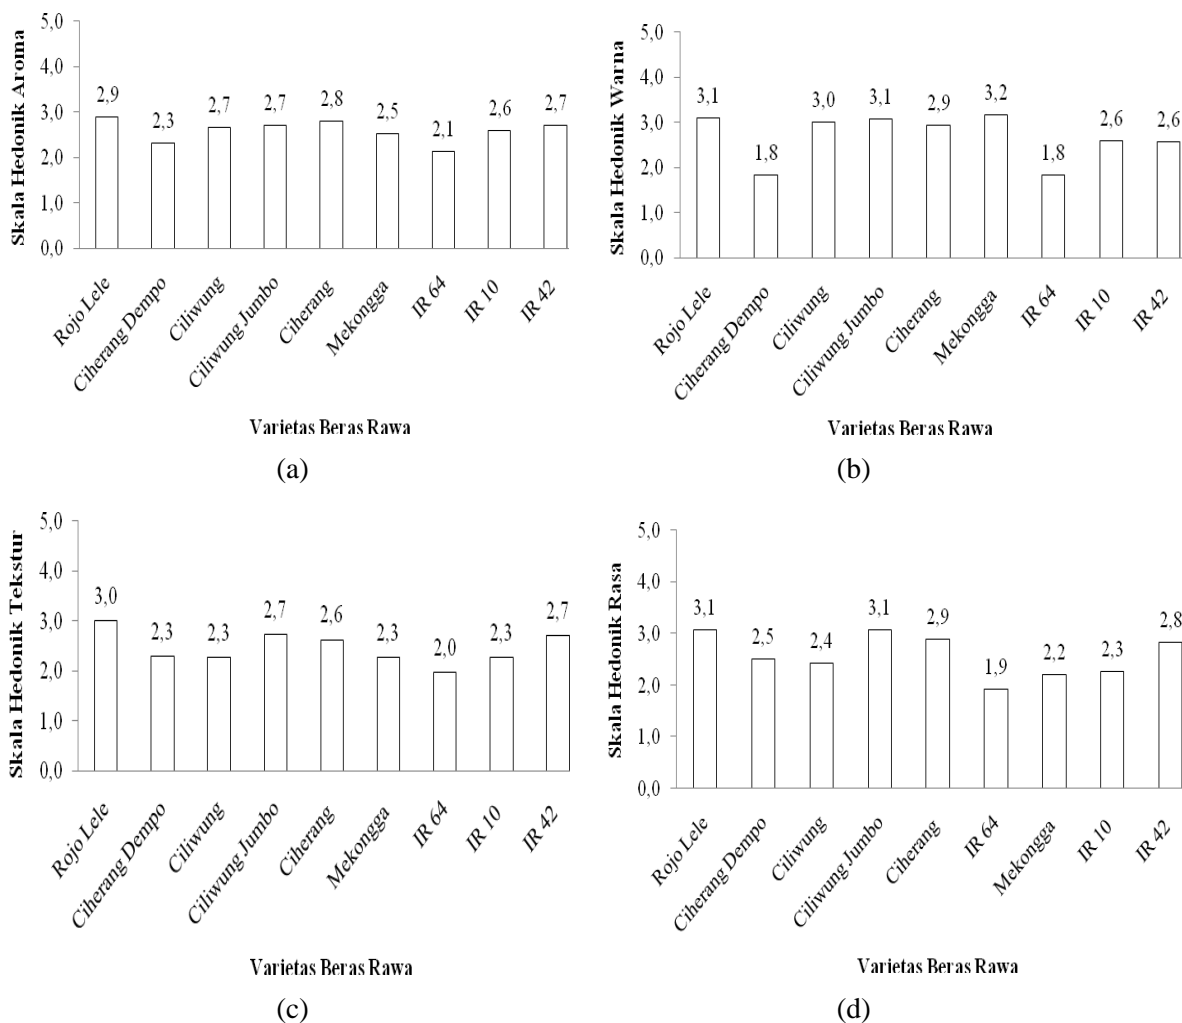 Skala Hedonik Aroma
5,0
4,0
3,0
2,0
1,0
0,0
2,9
2,3
2,7
2,7
2,8
2,5
2,1
2,6
2,7
Rojo Lele
Ciherang Dempo
Ciliwung
Ciliwung Jumbo
Ciherang
Mekongga
IR 64
IR 10
IR 42
Varietas Beras Rawa
(a)
Skala Hedonik Warna
5,0
4,0
3,0
2,0
1,0
0,0
3,1
1,8
3,0
3,1
2,9
3,2
1,8
2,6
2,6
Rojo Lele
Ciherang Dempo
Ciliwung
Ciliwung Jumbo
Ciherang
Mekongga
IR 64
IR 10
IR 42
Varietas Beras Rawa
(b)
Skala Hedonik Tekstur
5,0
4,0
3,0
2,0
1,0
0,0
3,0
2,3
2,3
2,7
2,6
2,3
2,0
2,3
2,7
Rojo Lele
Ciherang Dempo
Ciliwung
Ciliwung Jumbo
Ciherang
Mekongga
IR 64
IR 10
IR 42
Varietas Beras Rawa
(c)
Skala Hedonik Rasa
5,0
4,0
3,0
2,0
1,0
0,0
3,1
2,5
2,4
3,1
2,9
1,9
2,2
2,3
2,8
Rojo Lele
Ciherang Dempo
Ciliwung
Ciliwung Jumbo
Ciherang
IR 64
Mekongga
IR 10
IR 42
Varietas Beras Rawa
(d)